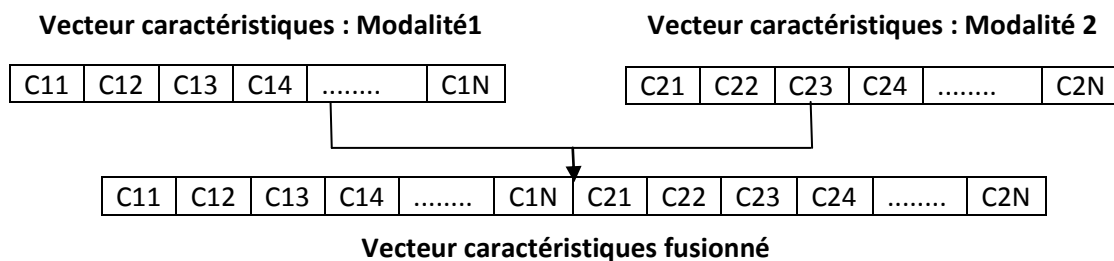 Vecteur caractéristiques : Modalité1
Vecteur caractéristiques : Modalité 2
C11 C12 C13 C14 ........ C1N
C21 C22 C23 C24 ........ C2N
C11 C12 C13 C14 ........ C1N C21 C22 C23 C24 ........ C2N
Vecteur caractéristiques fusionné